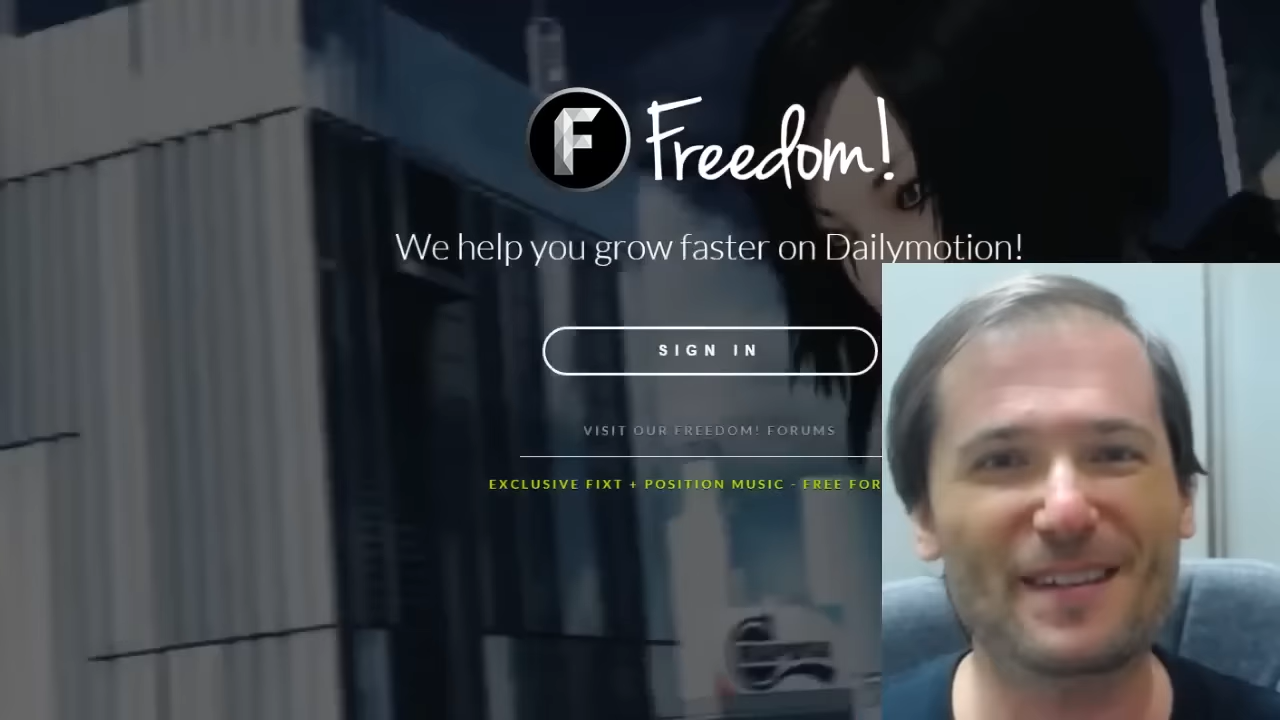 F Freedom!
We help you grow faster on Dailymotion!
SIGN IN
VISIT OUR FREEDOM! FORUMS
EXCLUSIVE FIXT + POSITION MUSIC - FREE FOR